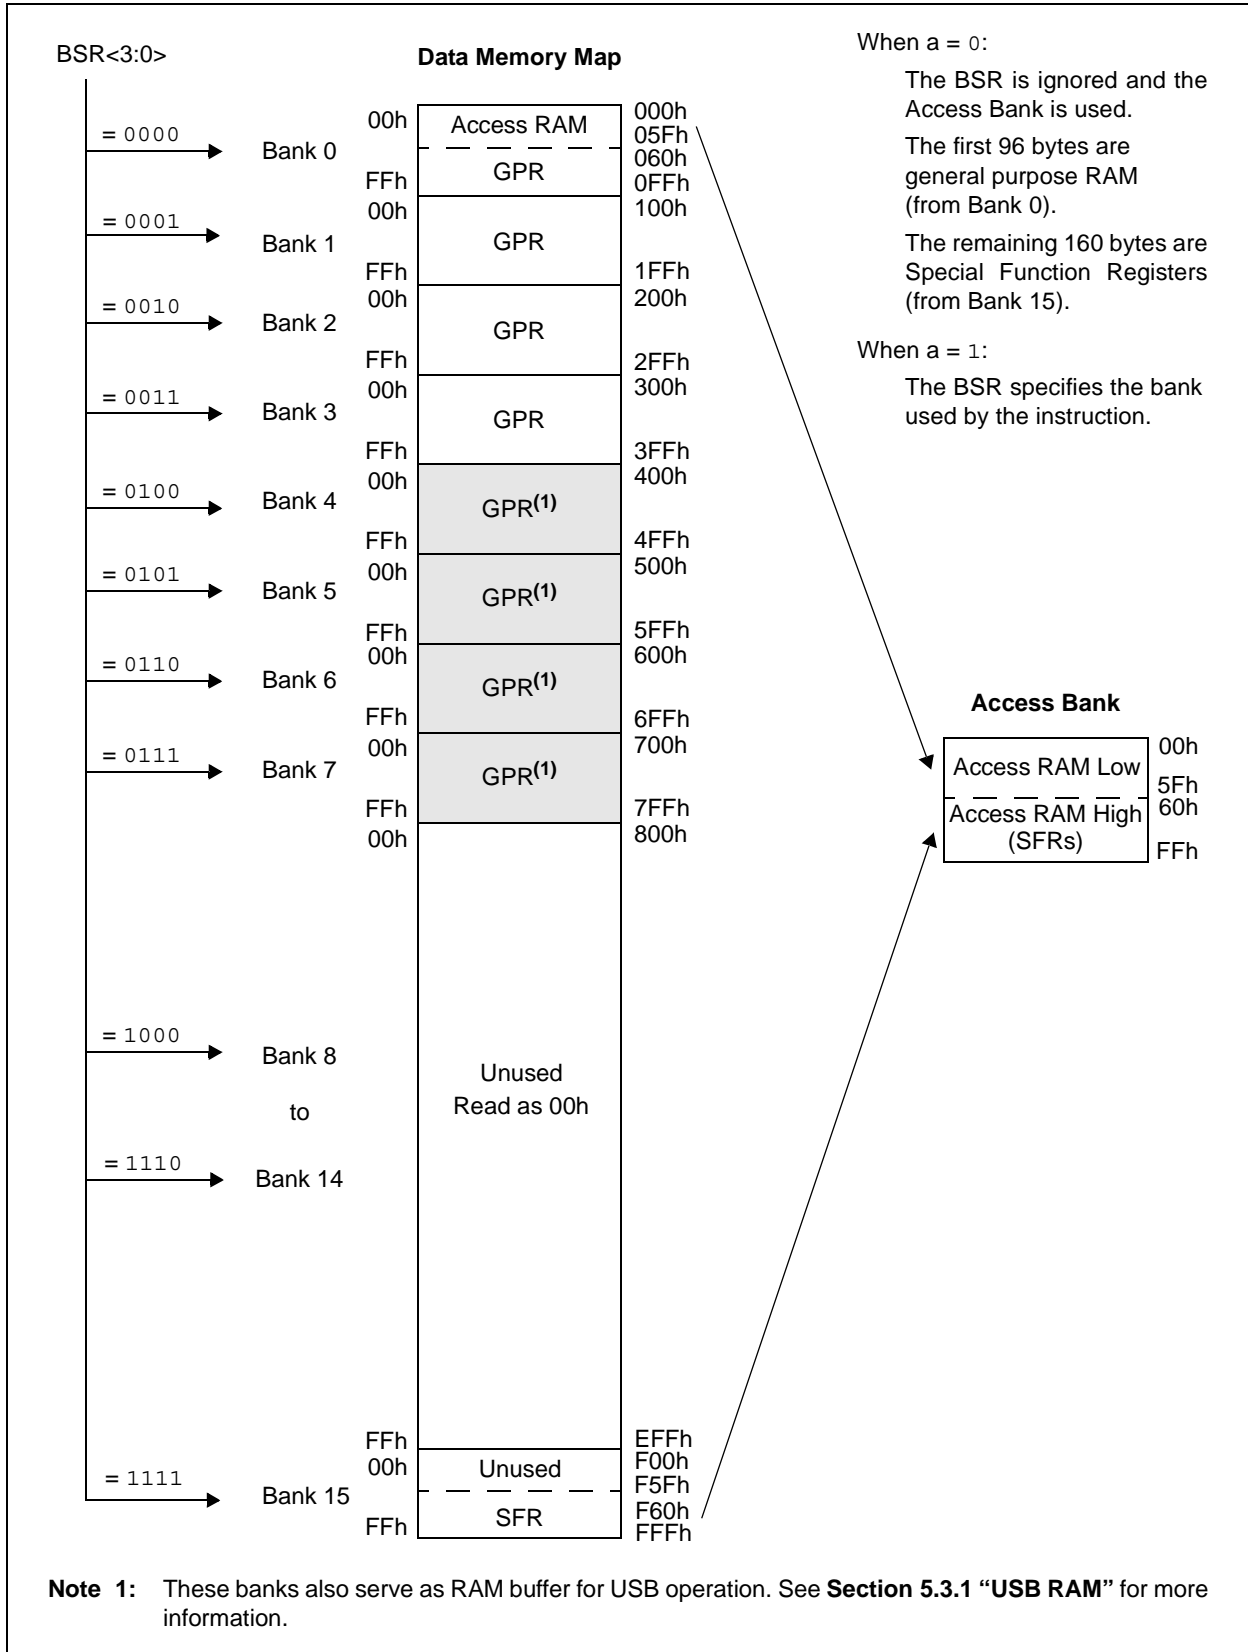 BSR<3:0>
Data Memory Map
When a = 0:
The BSR is ignored and the
Access Bank is used.
The first 96 bytes are
general purpose RAM
(from Bank 0).
The remaining 160 bytes are
Special Function Registers
(from Bank 15).
When a = 1:
The BSR specifies the bank
used by the instruction.
= 0000
Bank 0
00h
Access RAM
000h
05Fh
060h
GPR
FFh
0FFh
= 0001
Bank 1
00h
100h
GPR
FFh
1FFh
= 0010
Bank 2
00h
200h
GPR
FFh
2FFh
= 0011
Bank 3
00h
300h
GPR
FFh
3FFh
= 0100
Bank 4
00h
400h
GPR(1)
FFh
4FFh
= 0101
Bank 5
00h
500h
GPR(1)
FFh
5FFh
= 0110
Bank 6
00h
600h
GPR(1)
FFh
6FFh
= 0111
Bank 7
00h
700h
GPR(1)
FFh
7FFh
00h
800h
Access Bank
Access RAM Low
00h
5Fh
60h
Access RAM High
(SFRs)
FFh
= 1000
Bank 8
to
= 1110
Bank 14
Unused
Read as 00h
FFh
EFFh
= 1111
Bank 15
00h
F00h
Unused
F5Fh
F60h
SFR
FFh
FFFh
Note 1: These banks also serve as RAM buffer for USB operation. See Section 5.3.1 “USB RAM” for more
information.